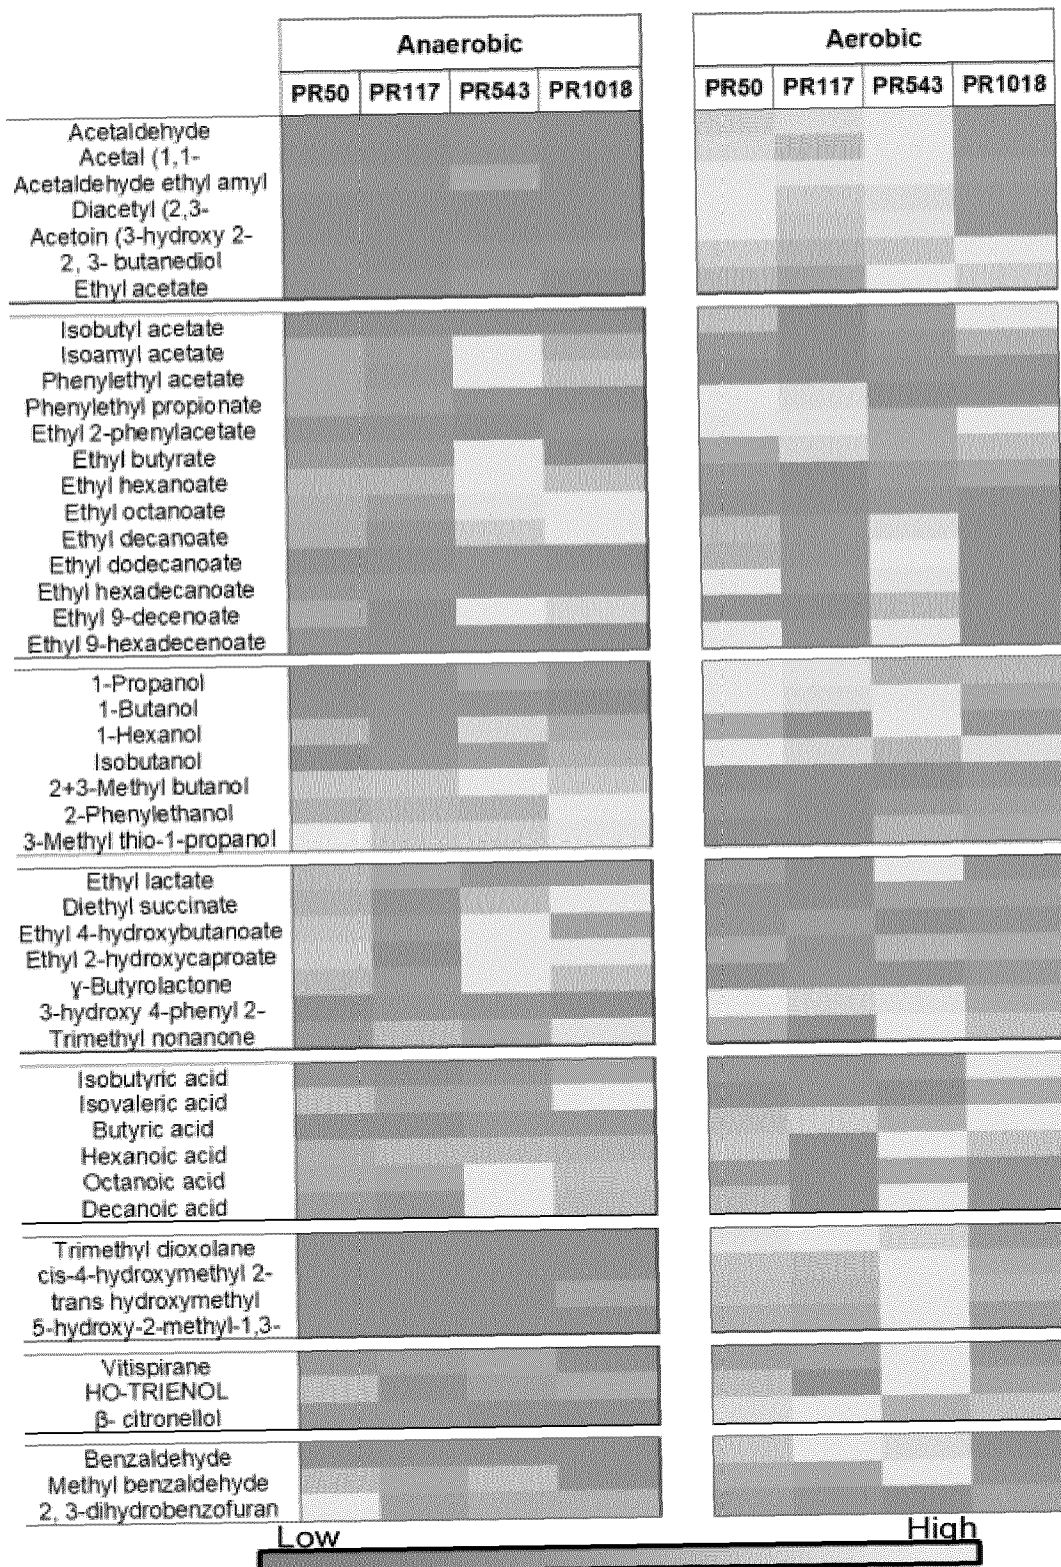 Anaerobic
Aerobic
PR50 PR117 PR543 PR1018
PR50 PR117 PR543 PR1018
Acetaldehyde
Acetal (1,1-
Acetaldehyde ethyl amyl
Diacetyl (2,3-
Acetoin (3-hydroxy 2-
2, 3- butanediol
Ethyl acetate
Isobutyl acetate
Isoamyl acetate
Phenylethyl acetate
Phenylethyl propionate
Ethyl 2-phenylacetate
Ethyl butyrate
Ethyl hexanoate
Ethyl octanoate
Ethyl decanoate
Ethyl dodecanoate
Ethyl hexadecanoate
Ethyl 9-decenoate
Ethyl 9-hexadecenoate
1-Propanol
1-Butanol
1-Hexanol
Isobutanol
2+3-Methyl butanol
2-Phenylethanol
3-Methyl thio-1-propanol
Ethyl lactate
Diethyl succinate
Ethyl 4-hydroxybutanoate
Ethyl 2-hydroxycaproate
γ-Butyrolactone
3-hydroxy 4-phenyl 2-
Trimethyl nonanone
Isobutyric acid
Isovaleric acid
Butyric acid
Hexanoic acid
Octanoic acid
Decanoic acid
Trimethyl dioxolane
cis-4-hydroxymethyl 2-
trans hydroxymethyl
5-hydroxy-2-methyl-1,3-
Vitispirane
HO-TRIENOL
β- citronellol
Benzaldehyde
Methyl benzaldehyde
2, 3-dihydrobenzofuran
Low
High